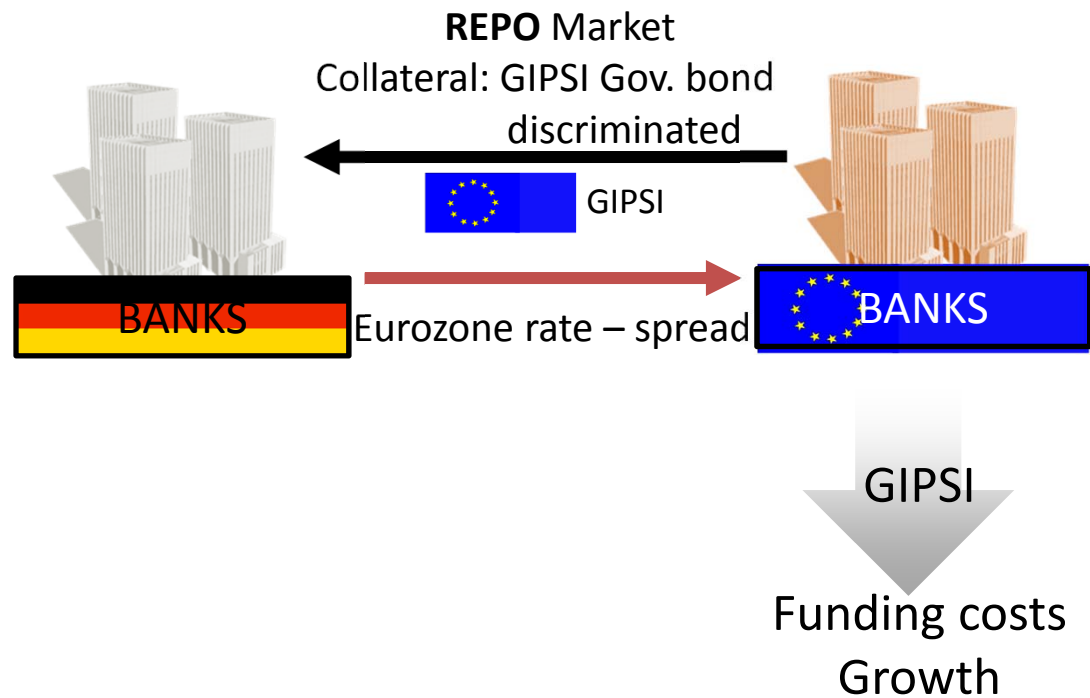 REPO Market
Collateral: GIPSI Gov. bond
discriminated
GIPSI
BANKS
Eurozone rate – spread
BANKS
GIPSI
Funding costs
Growth